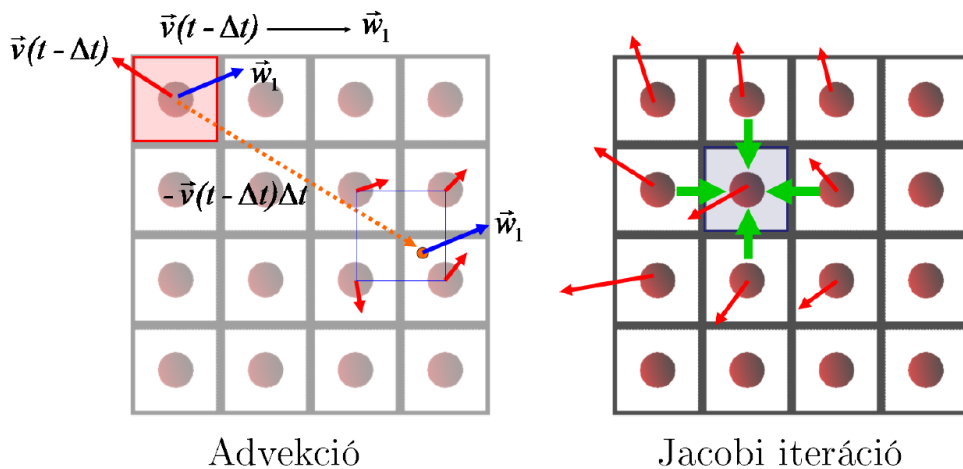 v⃗(t - Δt) ⟶ w⃗₁
v⃗(t - Δt)
w⃗₁
- v⃗(t - Δt)Δt
w⃗₁
Advekció
Jacobi iteráció